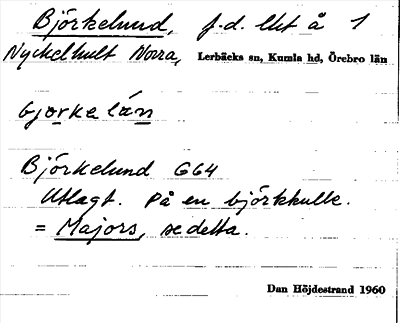 Björkelund, f.d. lht å 1
Nyckelhult Norra, Lerbäcks sn, Kumla hd, Örebro län
bjorkelán
Björkelund G64
Utlagt. På en björkkulle.
= Majors, se detta.
Dan Höjdestrand 1960